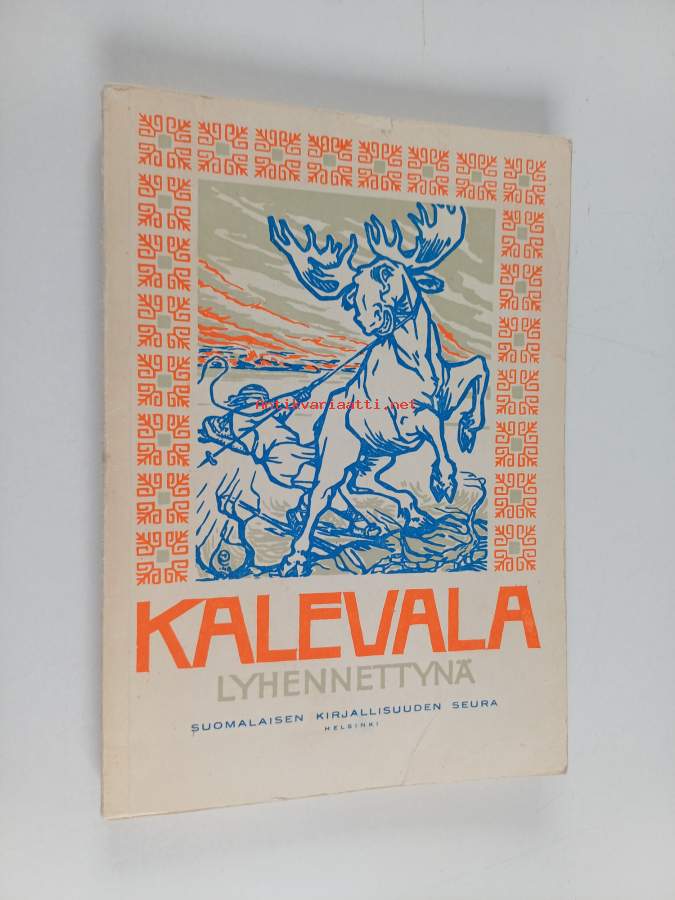 Antikvariaatti.net
KALEVALA
LYHENNETTYNÄ
SUOMALAISEN KIRJALLISUUDEN SEURA
HELSINKI